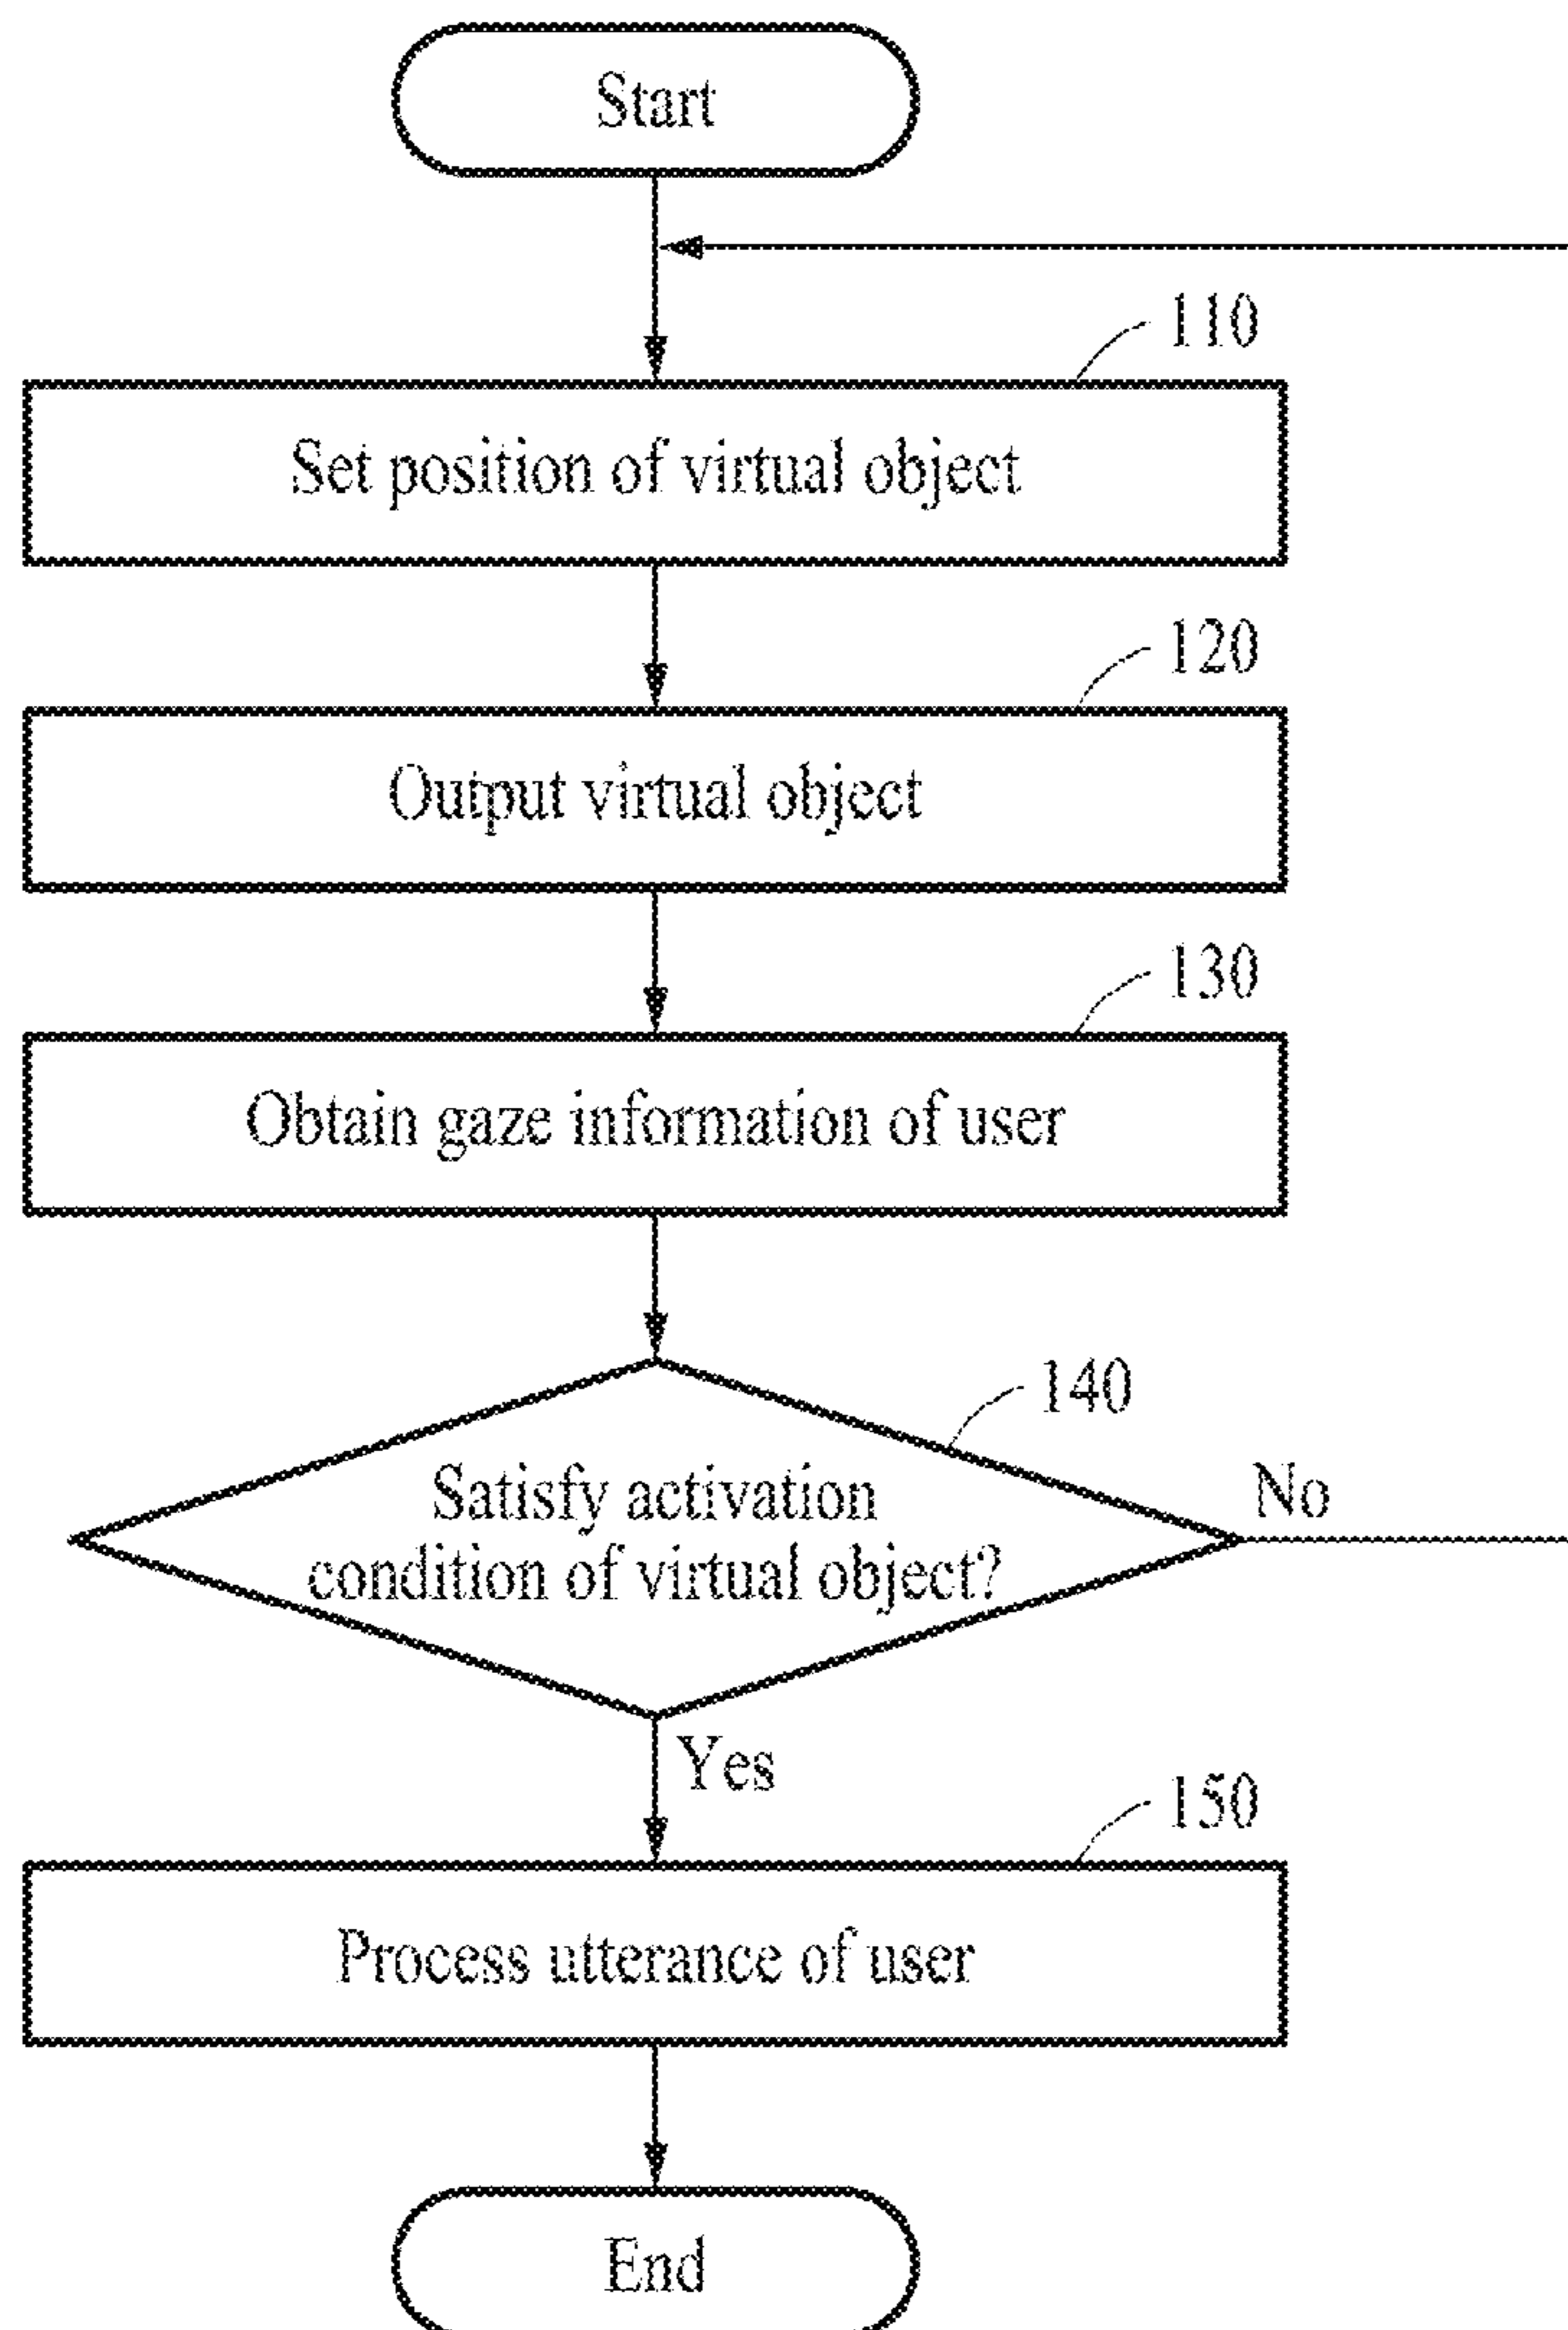 Start
110
Set position of virtual object
120
Output virtual object
130
Obtain gaze information of user
140
Satisfy activation
condition of virtual object?
No
Yes
150
Process utterance of user
End